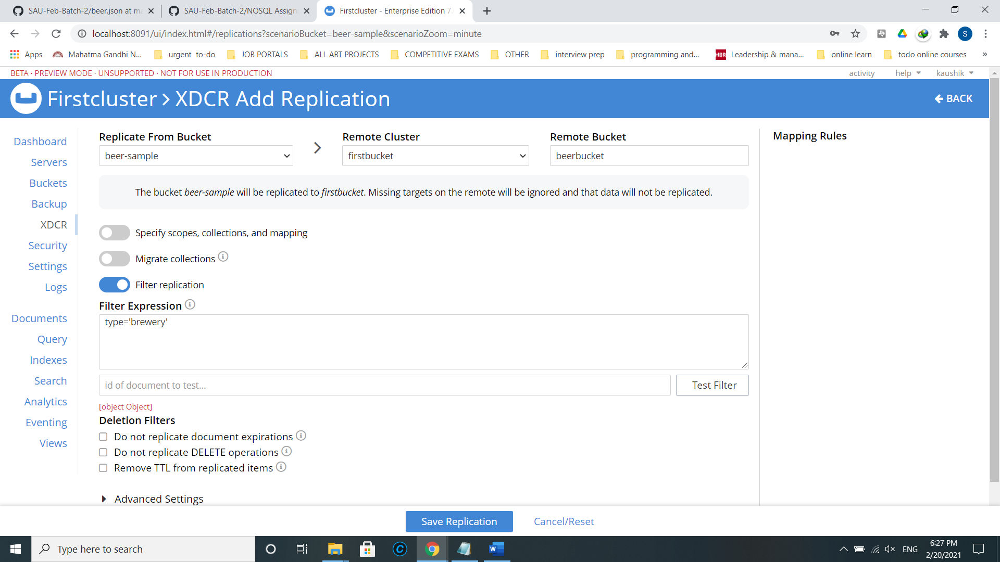 SAU-Feb-Batch-2/beer.json at ma
SAU-Feb-Batch-2/NOSQL Assign
Firstcluster - Enterprise Edition 7.
localhost:8091/ui/index.html#/replications?scenarioBucket=beer-sample&scenarioZoom=minute
S
Apps
Mahatma Gandhi N...
urgent to-do
JOB PORTALS
ALL ABT PROJECTS
COMPETITIVE EXAMS
OTHER
interview prep
programming and...
HBR
Leadership & mana...
online learn
todo online courses
»
BETA · PREVIEW MODE · UNSUPPORTED · NOT FOR USE IN PRODUCTION
activity
help
kaushik
Firstcluster > XDCR Add Replication
BACK
Dashboard
Servers
Buckets
Backup
XDCR
Security
Settings
Logs
Documents
Query
Indexes
Search
Analytics
Eventing
Views
Replicate From Bucket
beer-sample
Remote Cluster
firstbucket
Remote Bucket
beerbucket
Mapping Rules
The bucket beer-sample will be replicated to firstbucket. Missing targets on the remote will be ignored and that data will not be replicated.
Specify scopes, collections, and mapping
Migrate collections
Filter replication
Filter Expression
type='brewery'
id of document to test...
Test Filter
[object Object]
Deletion Filters
Do not replicate document expirations
Do not replicate DELETE operations
Remove TTL from replicated items
Advanced Settings
Save Replication
Cancel/Reset
Type here to search
ENG
6:27 PM
2/20/2021